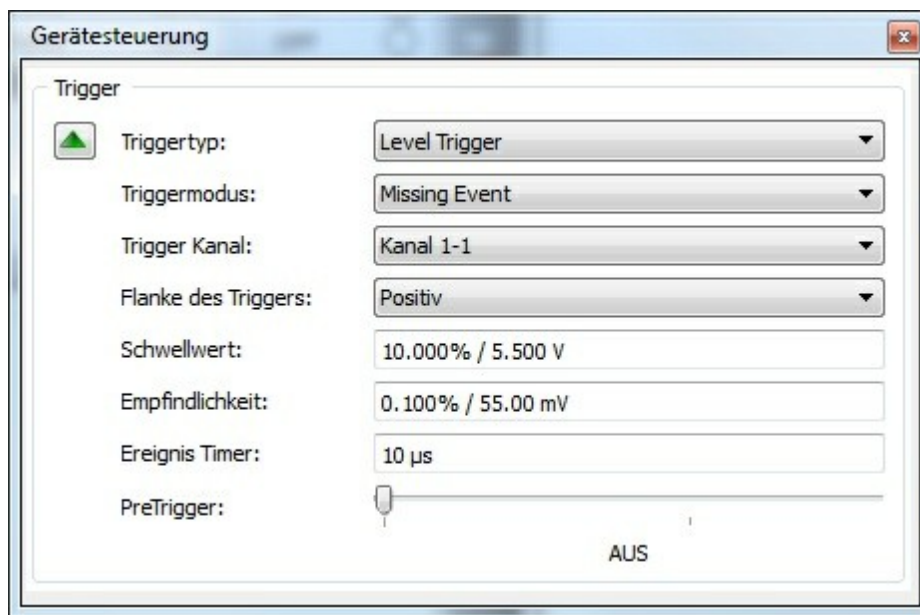 Gerätesteuerung
Trigger
Triggertyp: Level Trigger
Triggermodus: Missing Event
Trigger Kanal: Kanal 1-1
Flanke des Triggers: Positiv
Schwellwert: 10.000% / 5.500 V
Empfindlichkeit: 0.100% / 55.00 mV
Ereignis Timer: 10 µs
PreTrigger:
AUS